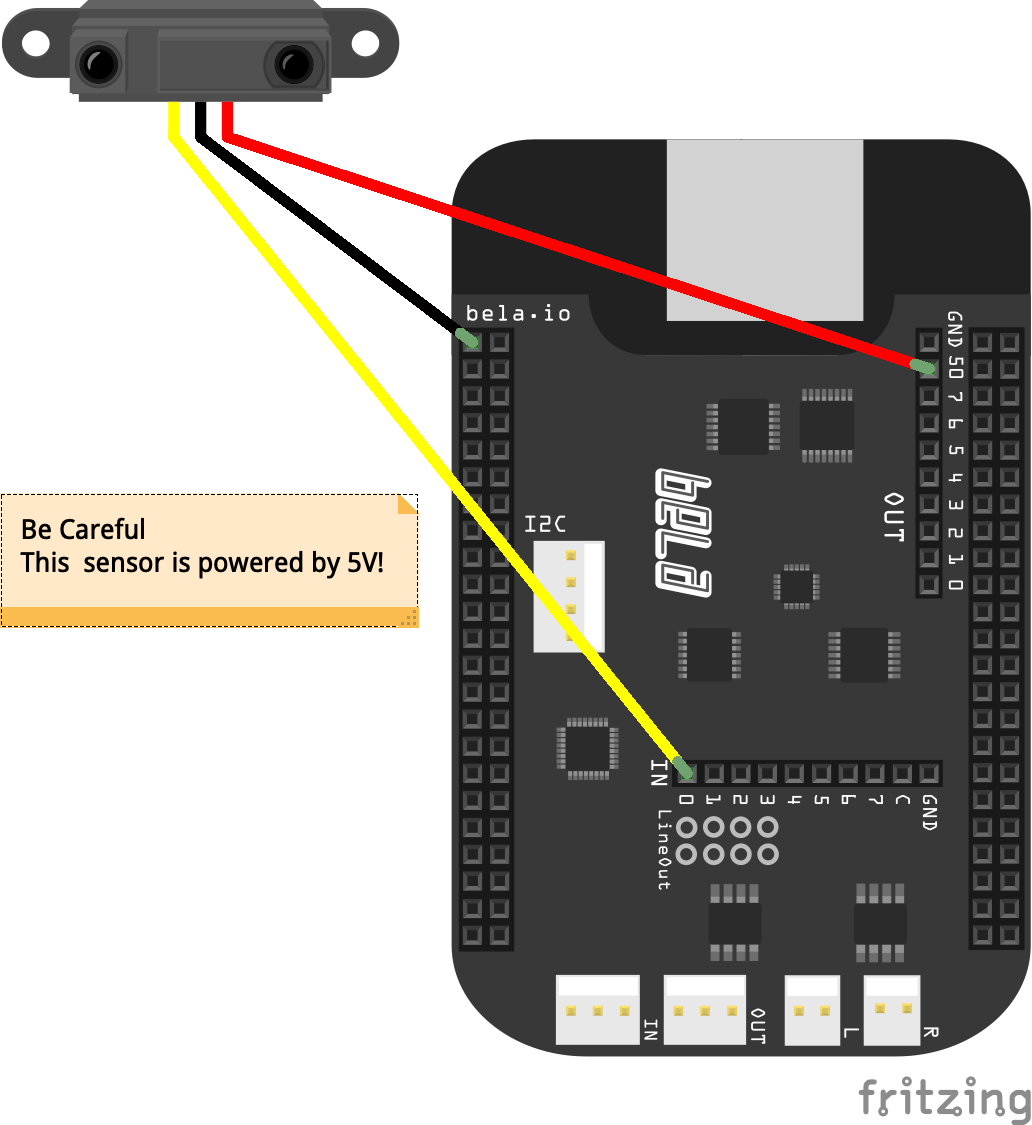 bela.io
GND
50
7
6
5
4
3
2
1
0
OUT
I2C
bela
Be Careful
This  sensor is powered by 5V!
IN
0 1 2 3 4 5 6 7 C GND
LineOut
IN
OUT
L
R
fritzing